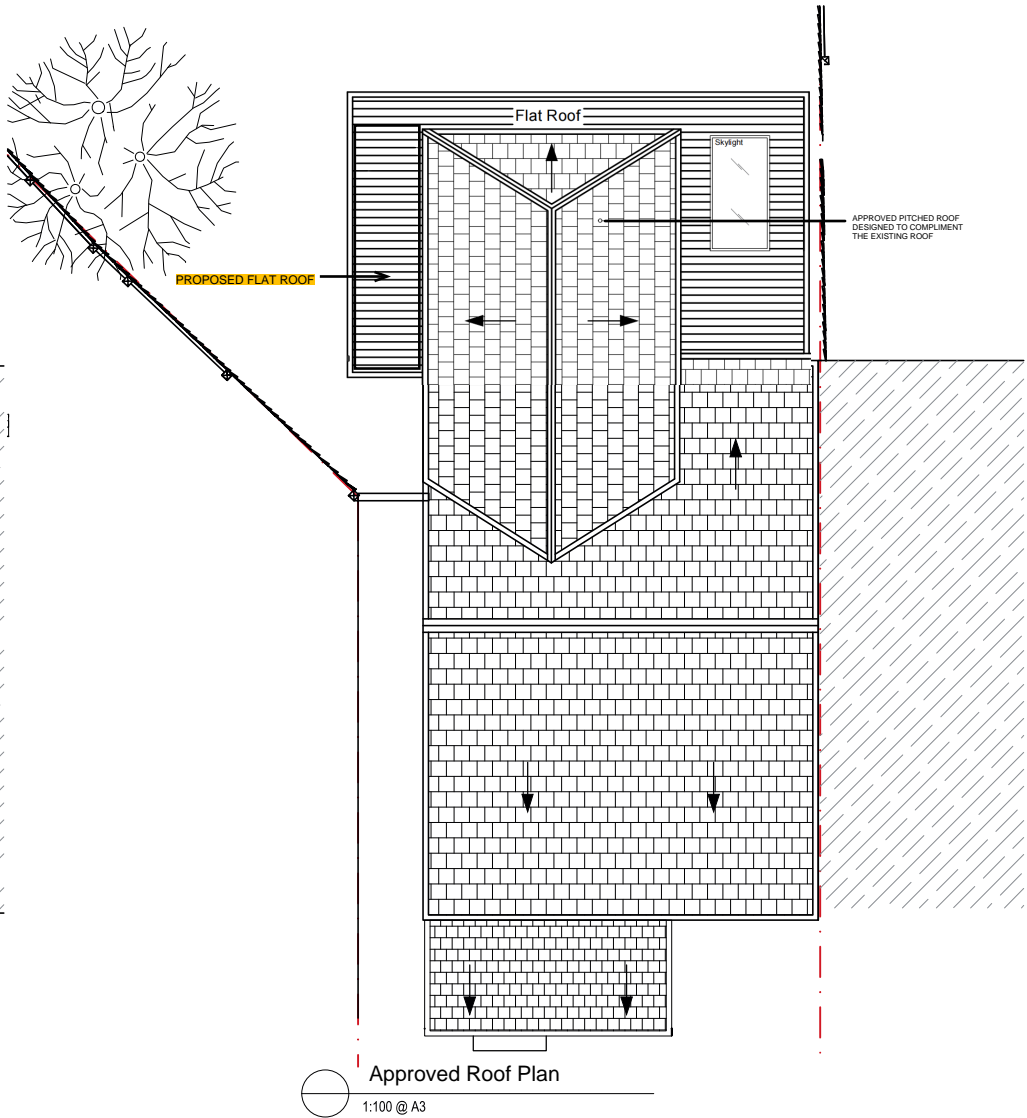 Flat Roof
Skylight
APPROVED PITCHED ROOF
DESIGNED TO COMPLIMENT
THE EXISTING ROOF
PROPOSED FLAT ROOF
Approved Roof Plan
1:100 @ A3